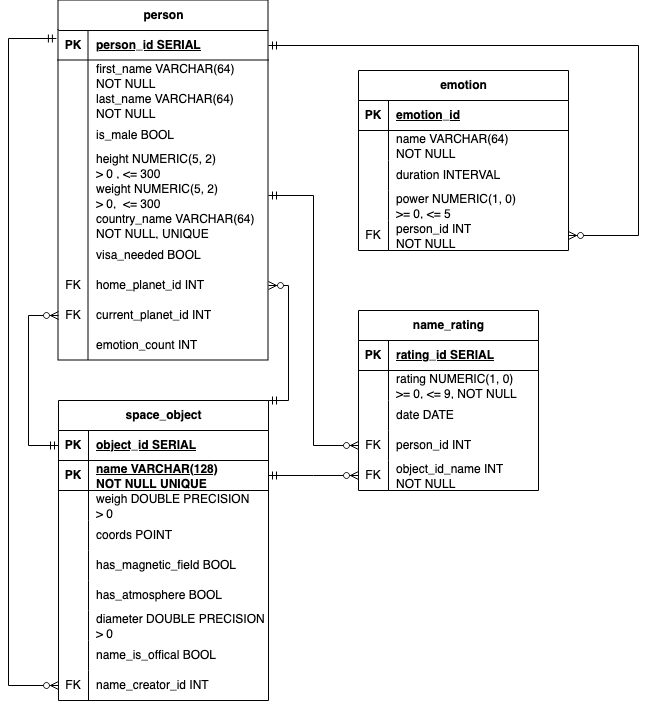 person
PK person_id SERIAL
first_name VARCHAR(64)
NOT NULL
last_name VARCHAR(64)
NOT NULL
is_male BOOL
height NUMERIC(5, 2)
> 0 , <= 300
weight NUMERIC(5, 2)
> 0, <= 300
country_name VARCHAR(64)
NOT NULL, UNIQUE
visa_needed BOOL
FK home_planet_id INT
FK current_planet_id INT
emotion_count INT
emotion
PK emotion_id
name VARCHAR(64)
NOT NULL
duration INTERVAL
power NUMERIC(1, 0)
>= 0, <= 5
FK person_id INT
NOT NULL
name_rating
PK rating_id SERIAL
rating NUMERIC(1, 0)
>= 0, <= 9, NOT NULL
date DATE
FK person_id INT
FK object_id_name INT
NOT NULL
space_object
PK object_id SERIAL
PK name VARCHAR(128)
NOT NULL UNIQUE
weigh DOUBLE PRECISION
> 0
coords POINT
has_magnetic_field BOOL
has_atmosphere BOOL
diameter DOUBLE PRECISION
> 0
name_is_offical BOOL
FK name_creator_id INT